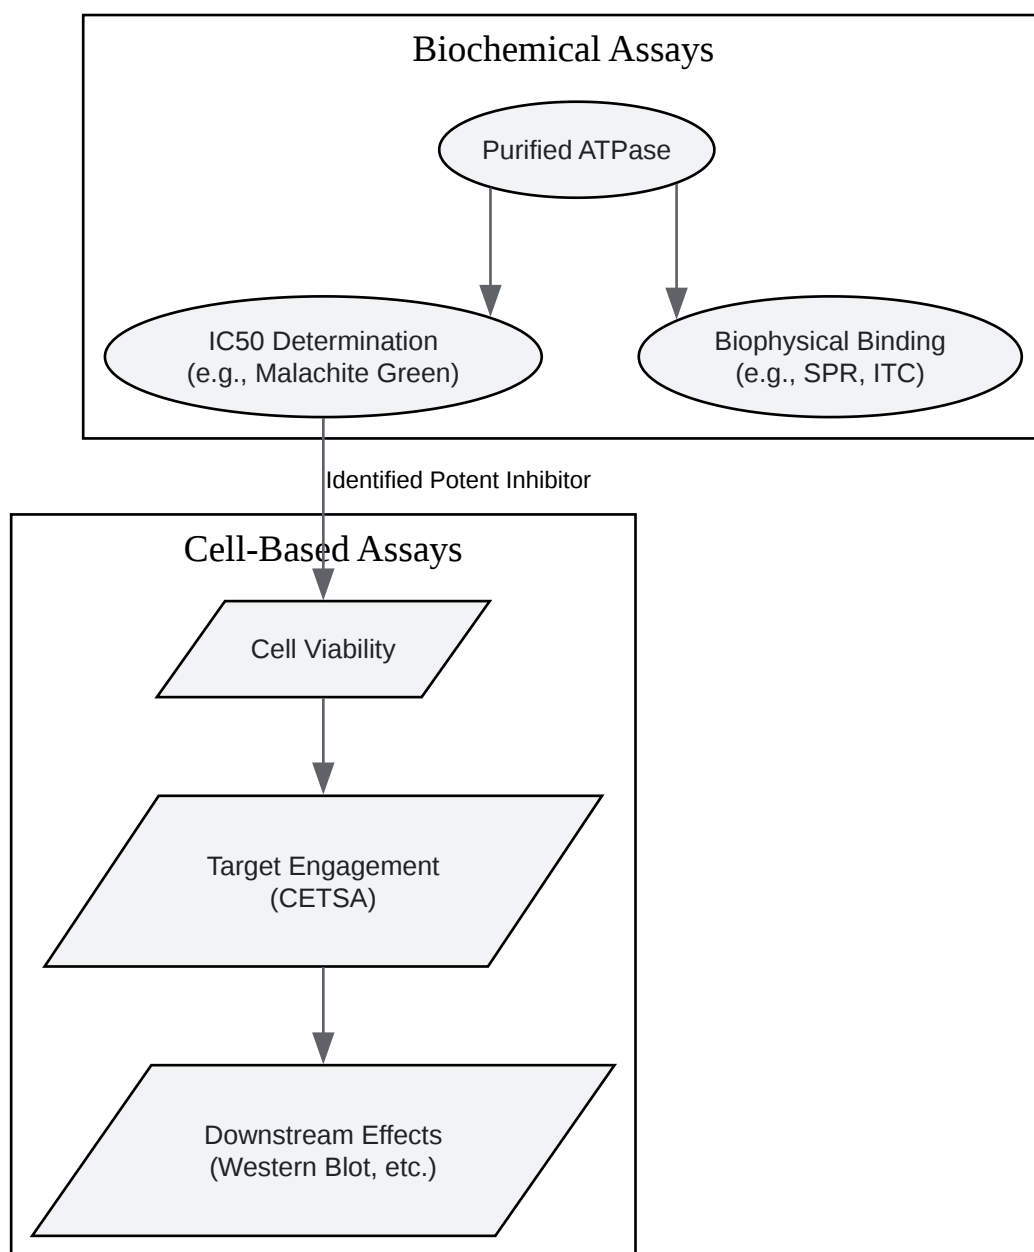 Biochemical Assays
Purified ATPase
IC50 Determination
(e.g., Malachite Green)
Biophysical Binding
(e.g., SPR, ITC)
Identified Potent Inhibitor
Cell-Based Assays
Cell Viability
Target Engagement
(CETSA)
Downstream Effects
(Western Blot, etc.)